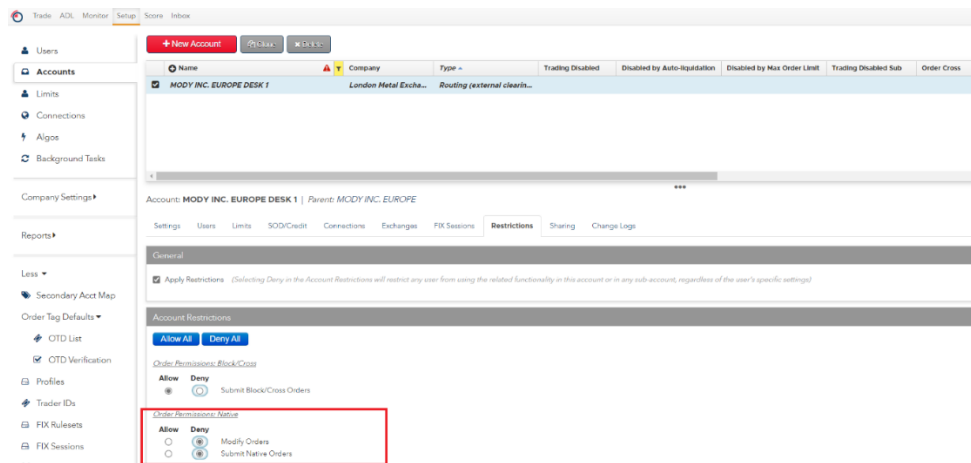 Trade ADL Monitor Setup Score Inbox
Users
Accounts
Limits
Connections
Algos
Background Tasks
Company Settings
Reports
Less
Secondary Acct Map
Order Tag Defaults
OTD List
OTD Verification
Profiles
Trader IDs
FIX Rulesets
FIX Sessions
+ New Account Clone Delete
Name Company Type Trading Disabled Disabled by Auto-liquidation Disabled by Max Order Limit Trading Disabled Sub Order Cross
MODY INC. EUROPE DESK 1 London Metal Excha... Routing (external clearin...
Account: MODY INC. EUROPE DESK 1 | Parent: MODY INC. EUROPE
Settings Users Limits SOD/Credit Connections Exchanges FIX Sessions Restrictions Sharing Change Logs
General
Apply Restrictions (Selecting Deny in the Account Restrictions will restrict any user from using the related functionality in this account or in any sub-account, regardless of the user's specific settings)
Account Restrictions
Allow All Deny All
Order Permissions: Block/Cross
Allow Deny
Submit Block/Cross Orders
Order Permissions: Native
Allow Deny
Modify Orders
Submit Native Orders